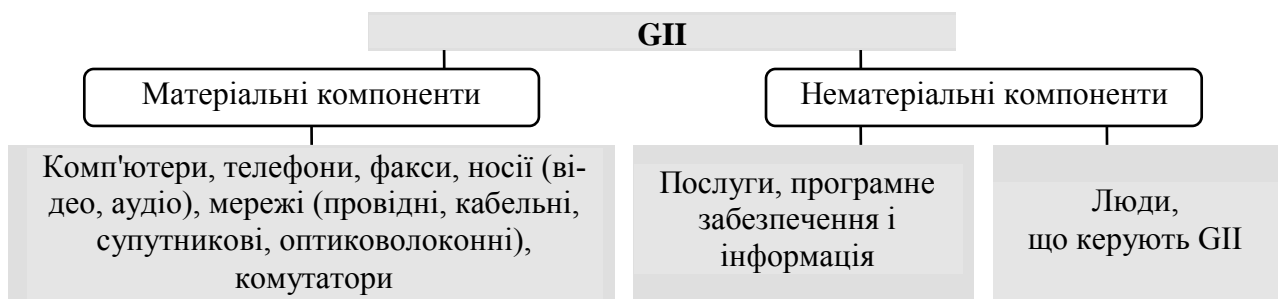 GII
Матеріальні компоненти
Нематеріальні компоненти
Комп'ютери, телефони, факси, носії (ві-
део, аудіо), мережі (провідні, кабельні,
супутникові, оптиковолоконні),
комутатори
Послуги, програмне
забезпечення і
інформація
Люди,
що керують GII